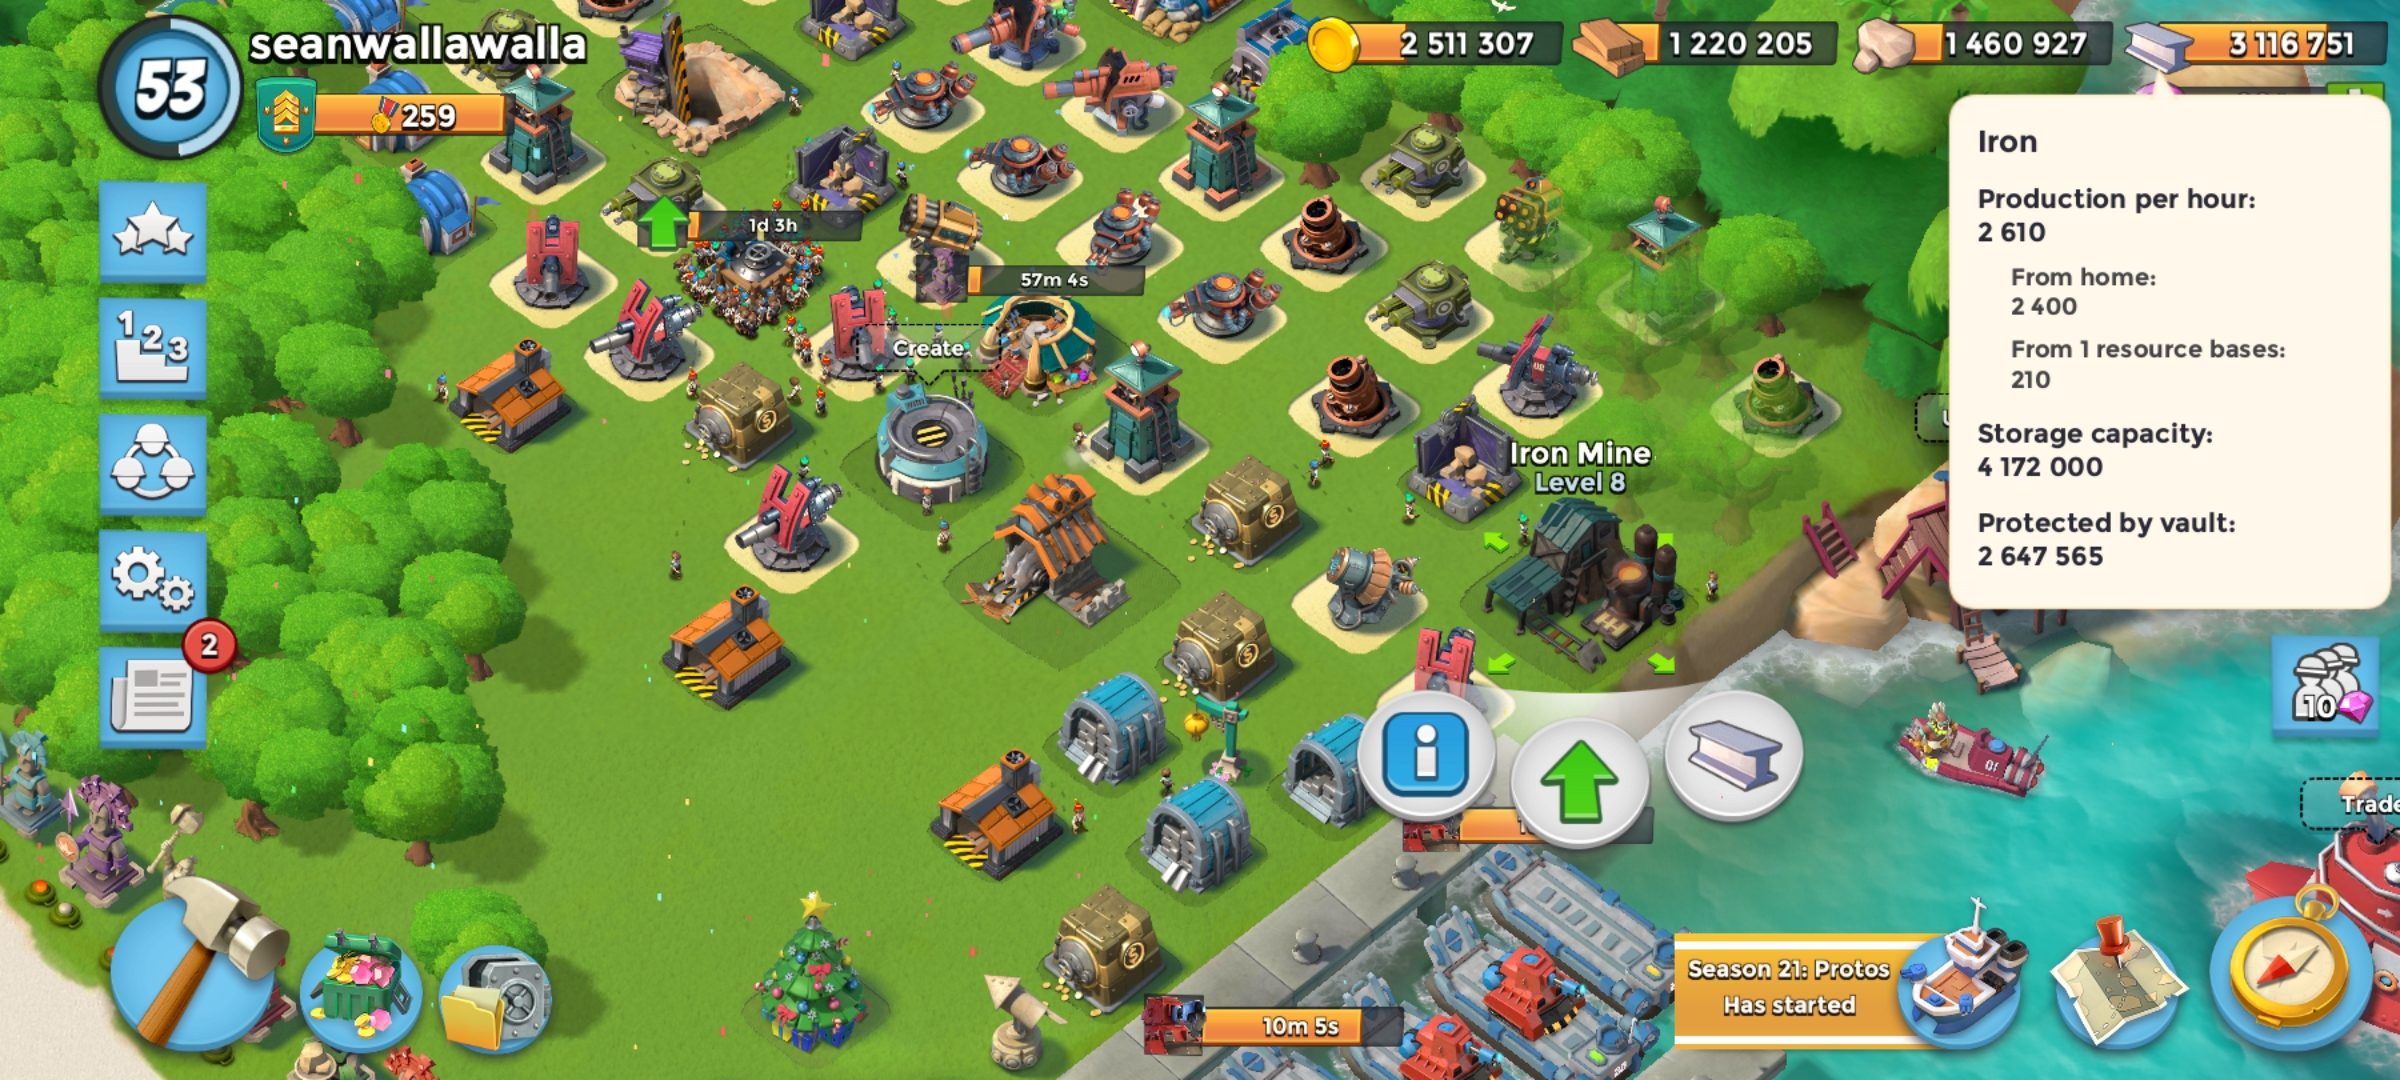 53
seanwallawalla
259
2 511 307
1 220 205
1 460 927
3 116 751
Iron
Production per hour:
2 610
From home:
2 400
From 1 resource bases:
210
Storage capacity:
4 172 000
Protected by vault:
2 647 565
1 2 3
1d 3h
57m 4s
Create
Iron Mine
Level 8
2
10
Trade
Season 21: Protos
Has started
10m 5s